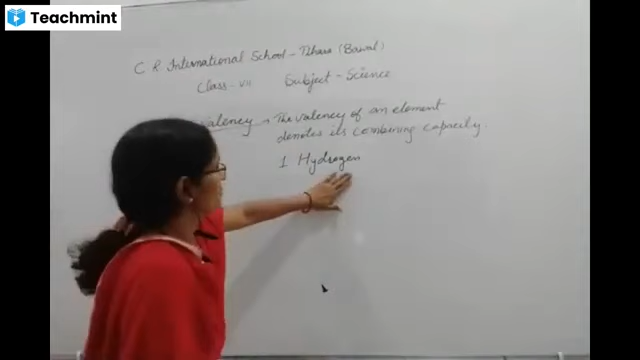 Teachmint
C R International School - Tihara (Bawal)
Class - VII Subject - Science
Valency → The valency of an element
denotes its combining capacity.
1 Hydrogen